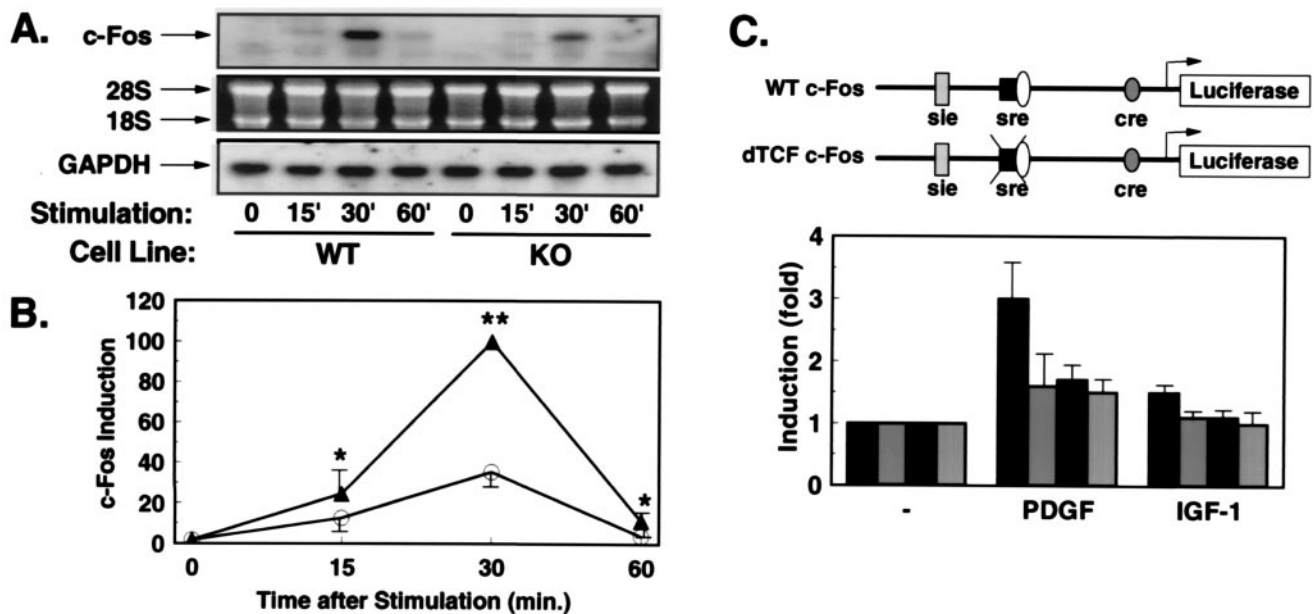 A.
c-Fos
28S
18S
GAPDH
Stimulation: 0 15' 30' 60' 0 15' 30' 60'
Cell Line: WT KO
B.
120
100
80
60
40
20
0
c-Fos Induction
* ** *
0 15 30 60
Time after Stimulation (min.)
C.
WT c-Fos
sie sre cre
Luciferase
dTCF c-Fos
sie sre cre
Luciferase
4
3
2
1
0
Induction (fold)
- PDGF IGF-1